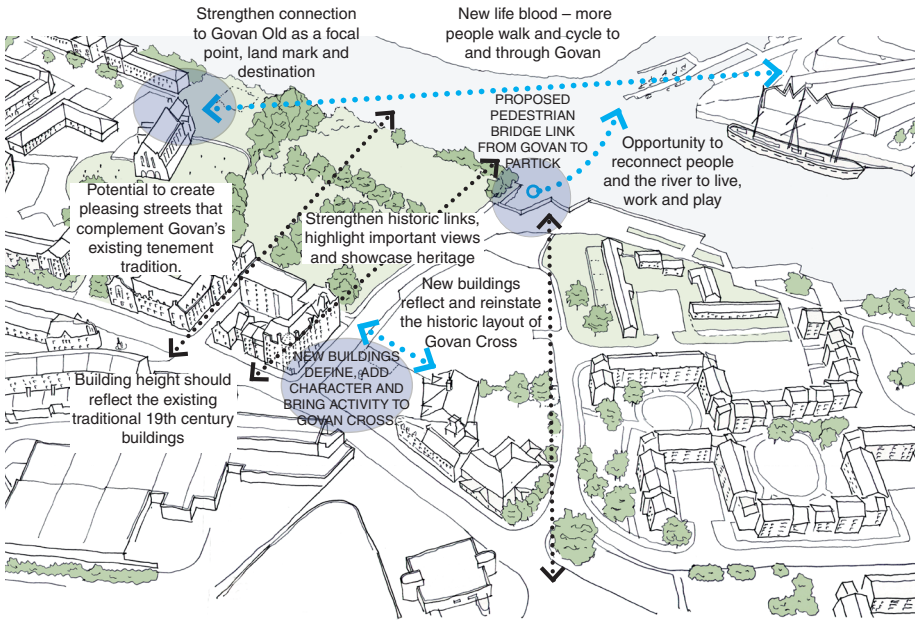 Strengthen connection
to Govan Old as a focal
point, land mark and
destination
New life blood – more
people walk and cycle to
and through Govan
PROPOSED
PEDESTRIAN
BRIDGE LINK
FROM GOVAN TO
PARTICK
Opportunity to
reconnect people
and the river to live,
work and play
Potential to create
pleasing streets that
complement Govan's
existing tenement
tradition.
Strengthen historic links,
highlight important views
and showcase heritage
New buildings
reflect and reinstate
the historic layout of
Govan Cross
NEW BUILDINGS
DEFINE, ADD
CHARACTER AND
BRING ACTIVITY TO
GOVAN CROSS
Building height should
reflect the existing
traditional 19th century
buildings